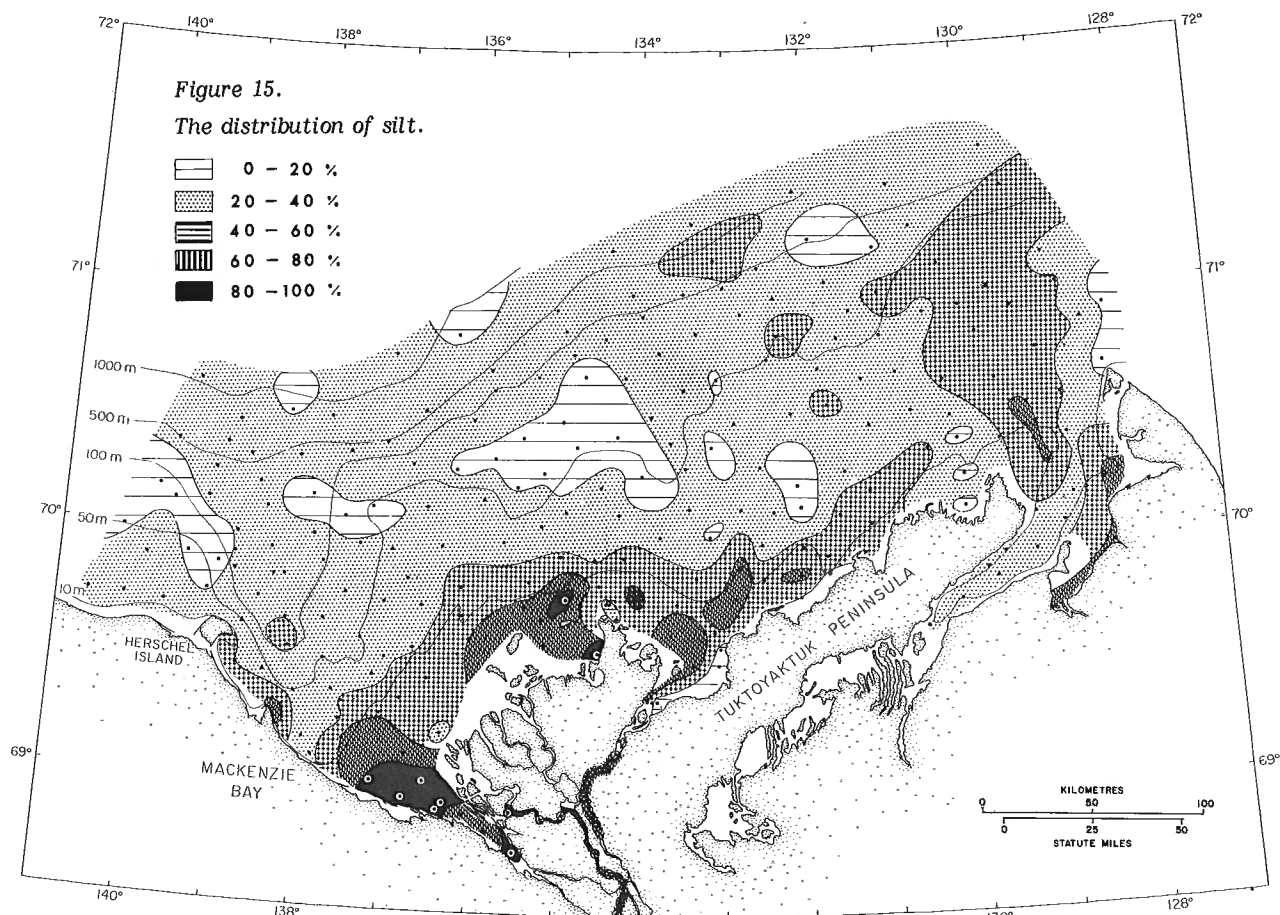 72° 140° 138° 136° 134° 132° 130° 128° 72°
Figure 15.
The distribution of silt.
0 – 20 %
20 – 40 %
40 – 60 %
60 – 80 %
80 – 100 %
71° 71°
1000 m
500 m
100 m
70° 70°
50 m
10 m
HERSCHEL
ISLAND
TUKTOYAKTUK PENINSULA
69° 69°
MACKENZIE
BAY
KILOMETRES
0 50 100
0 25 50
STATUTE MILES
140° 138° 128°